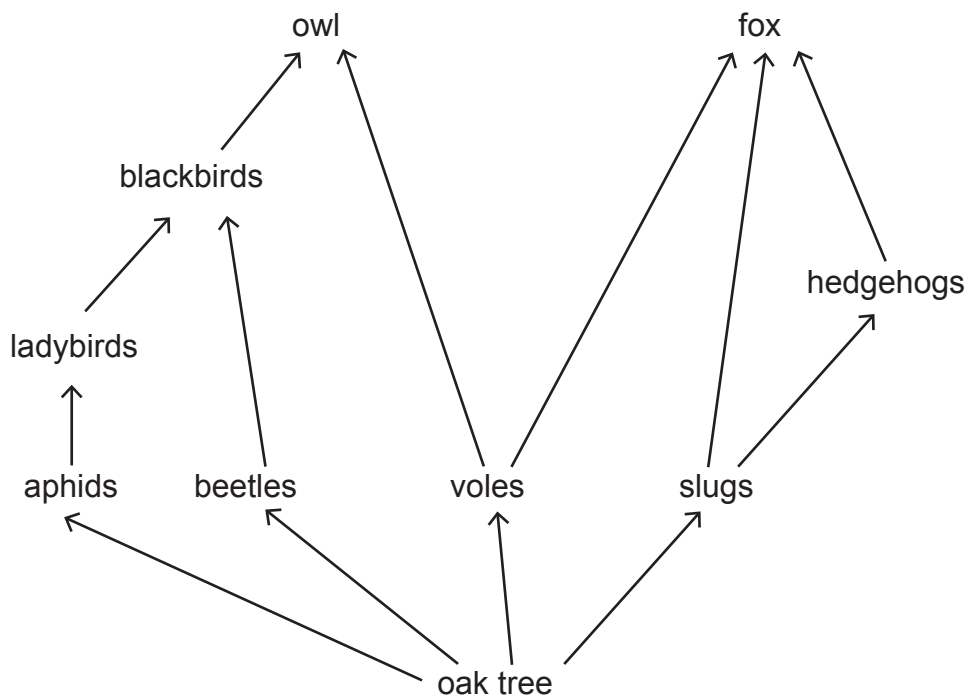 owl
fox
blackbirds
hedgehogs
ladybirds
aphids
beetles
voles
slugs
oak tree